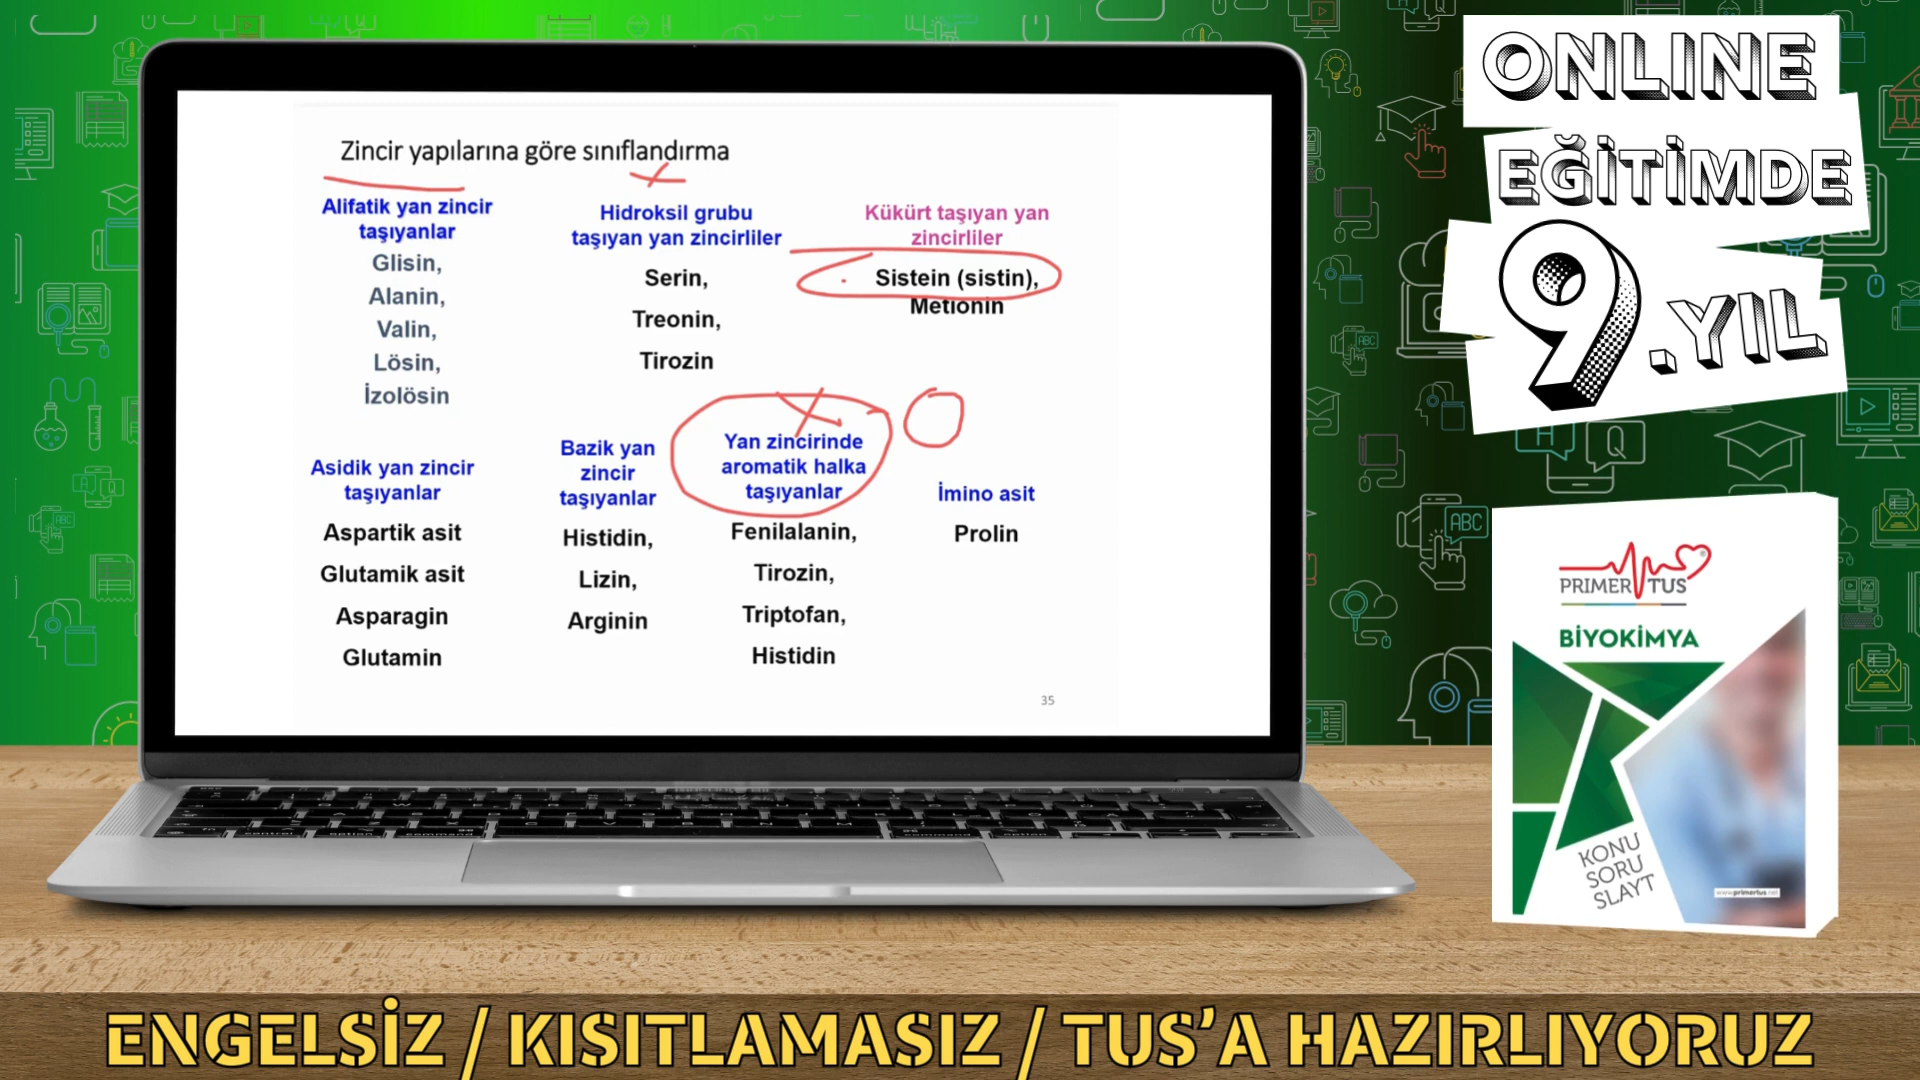 ONLINE
EĞİTİMDE
9.YIL
Zincir yapılarına göre sınıflandırma
Alifatik yan zincir
taşıyanlar
Glisin,
Alanin,
Valin,
Lösin,
İzolösin
Hidroksil grubu
taşıyan yan zincirliler
Serin,
Treonin,
Tirozin
Kükürt taşıyan yan
zincirliler
Sistein (sistin),
Metionin
Asidik yan zincir
taşıyanlar
Aspartik asit
Glutamik asit
Asparagin
Glutamin
Bazik yan
zincir
taşıyanlar
Histidin,
Lizin,
Arginin
Yan zincirinde
aromatik halka
taşıyanlar
Fenilalanin,
Tirozin,
Triptofan,
Histidin
İmino asit
Prolin
35
PRIMER TUS
BİYOKİMYA
KONU
SORU
SLAYT
www.primertus.net
ABC
ENGELSİZ / KISITLAMASIZ / TUS'A HAZIRLIYORUZ